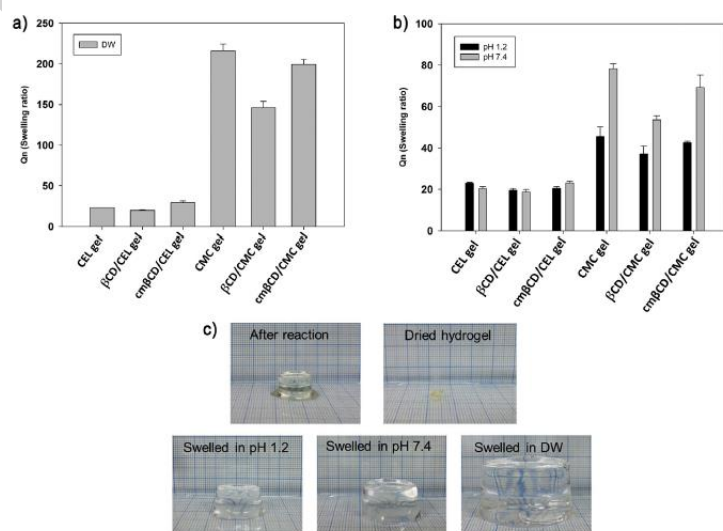 a)
250
200
150
100
50
0
Qn (Swelling ratio)
DW
CEL gel
βCD/CEL gel
cmβCD/CEL gel
CMC gel
βCD/CMC gel
cmβCD/CMC gel
b)
100
80
60
40
20
0
Qn (Swelling ratio)
pH 1.2
pH 7.4
CEL gel
βCD/CEL gel
cmβCD/CEL gel
CMC gel
βCD/CMC gel
cmβCD/CMC gel
c)
After reaction
Dried hydrogel
Swelled in pH 1.2
Swelled in pH 7.4
Swelled in DW